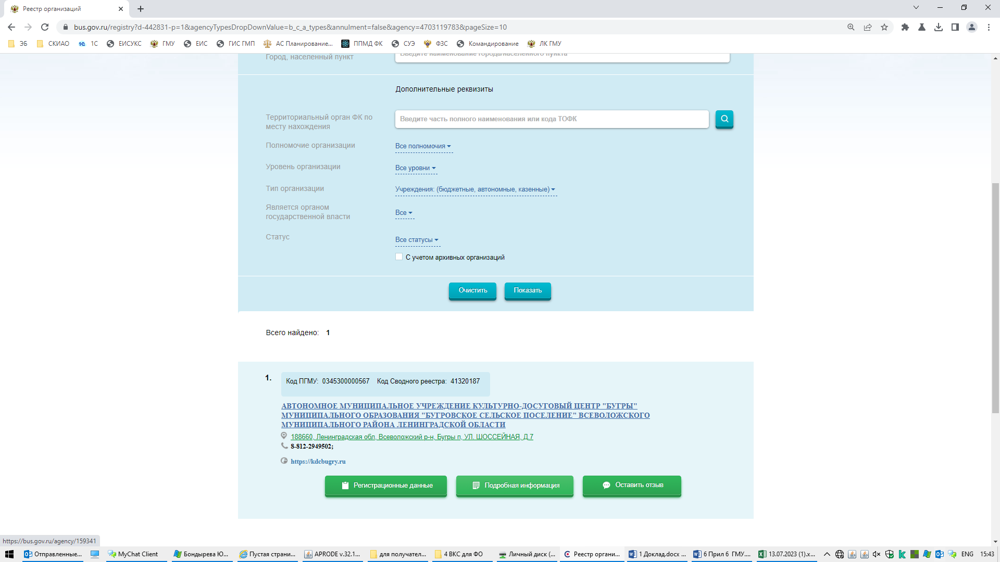 Реестр организаций
bus.gov.ru/registry?d-442831-p=1&agencyTypesDropDownValue=b_c_a_types&annulment=false&agency=4703119783&pageSize=10
ЭБ СКИАО 1С ЕИСУКС ГМУ ЕИС ГИС ГМП АС Планирование... ППМД ФК СУЭ ФЗС Командирование ЛК ГМУ
Город, населенный пункт Введите наименование города/населенного пункта
Дополнительные реквизиты
Территориальный орган ФК по
месту нахождения
Введите часть полного наименования или кода ТОФК
Полномочие организации Все полномочия
Уровень организации Все уровни
Тип организации Учреждения: (бюджетные, автономные, казенные)
Является органом
государственной власти
Все
Статус Все статусы
С учетом архивных организаций
Очистить Показать
Всего найдено: 1
1. Код ПГМУ: 0345300000567 Код Сводного реестра: 41320187
АВТОНОМНОЕ МУНИЦИПАЛЬНОЕ УЧРЕЖДЕНИЕ КУЛЬТУРНО-ДОСУГОВЫЙ ЦЕНТР "БУГРЫ"
МУНИЦИПАЛЬНОГО ОБРАЗОВАНИЯ "БУГРОВСКОЕ СЕЛЬСКОЕ ПОСЕЛЕНИЕ" ВСЕВОЛОЖСКОГО
МУНИЦИПАЛЬНОГО РАЙОНА ЛЕНИНГРАДСКОЙ ОБЛАСТИ
188660, Ленинградская обл, Всеволожский р-н, Бугры п, УЛ. ШОССЕЙНАЯ, Д.7
8-812-2949502;
https://kdcbugry.ru
Регистрационные данные Подробная информация Оставить отзыв
https://bus.gov.ru/agency/159341
Отправленные... MyChat Client Бондырева Ю... Пустая страни... APRODE v.32.1... для получател... 4 ВКС для ФО Личный диск (... Реестр органи... 1 Доклад.docx ... 6 Прил 6 ГМУ.... 13.07.2023 (1).x... ENG 15:43